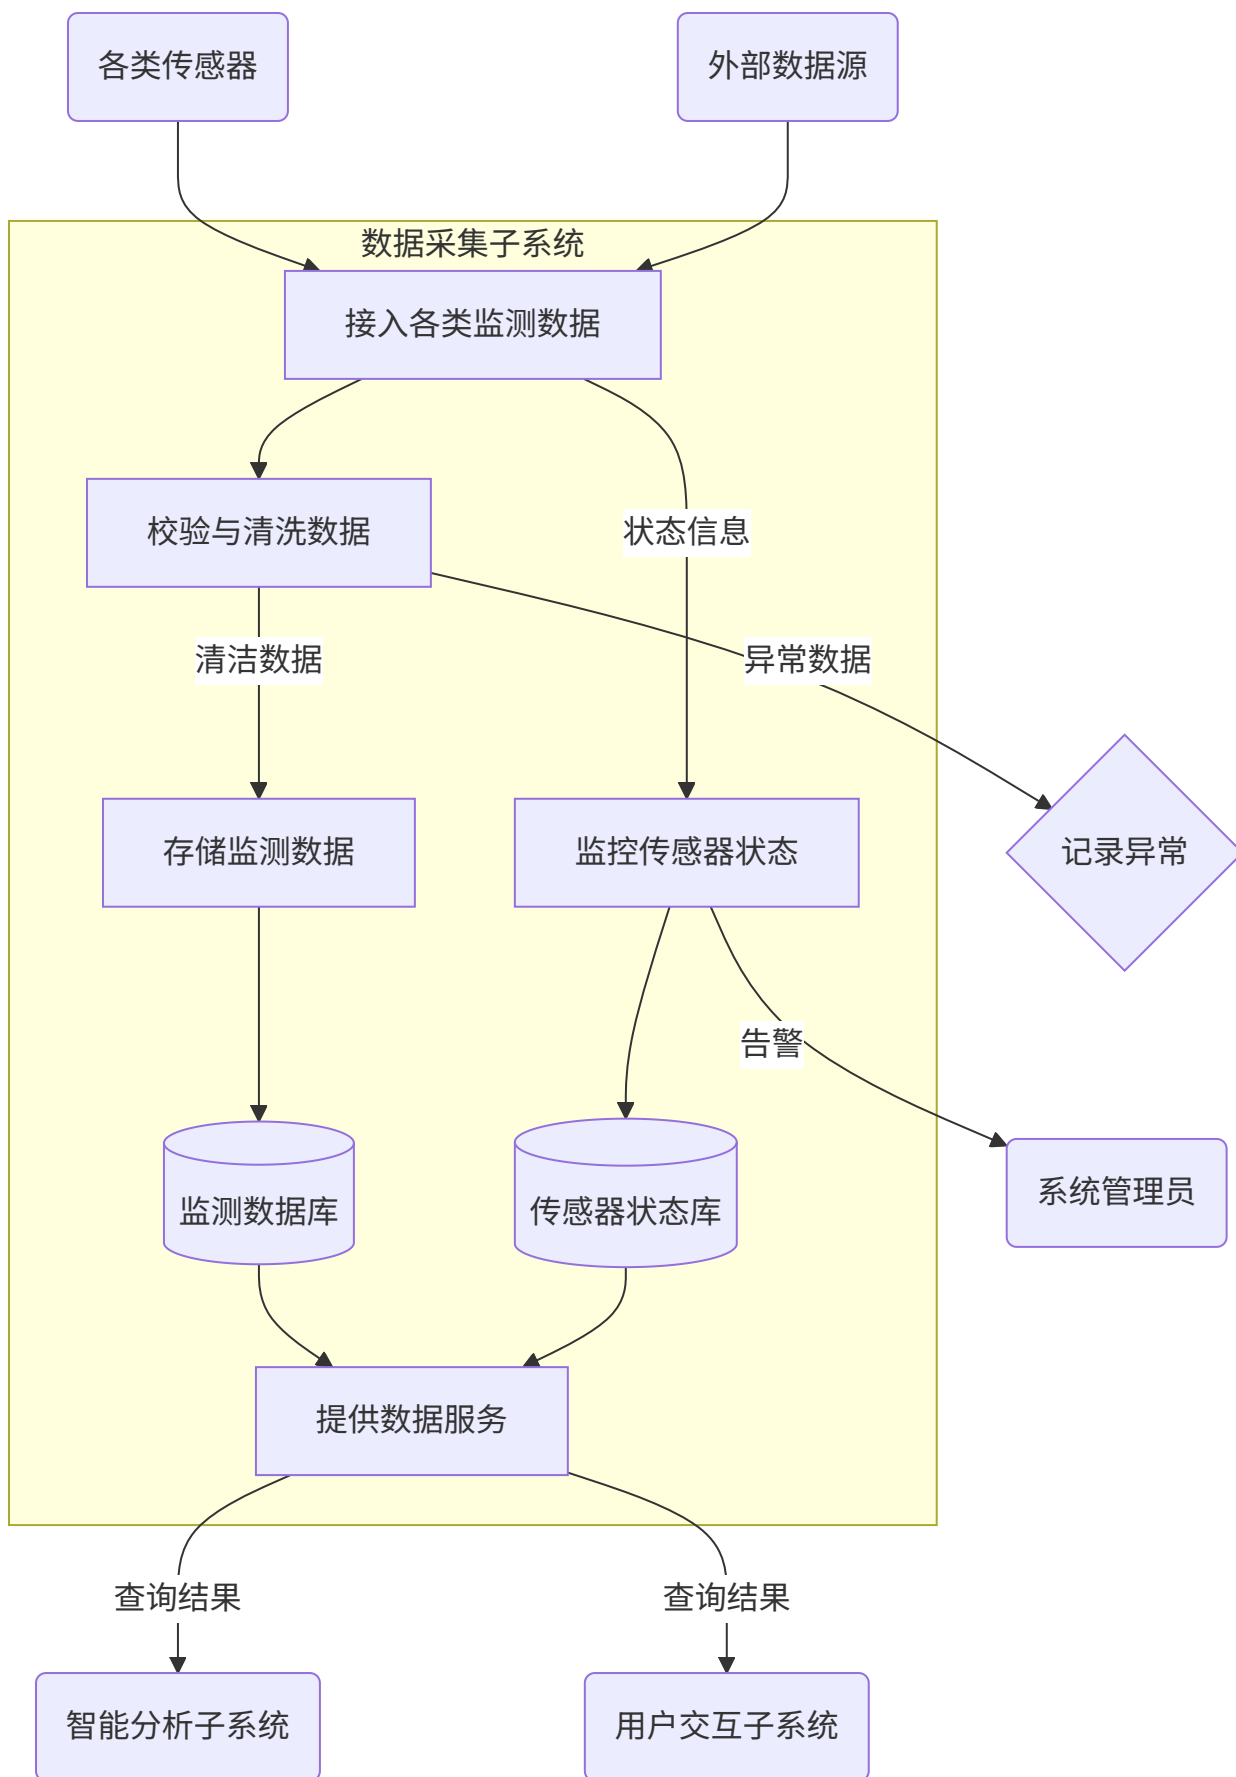 各类传感器
外部数据源
数据采集子系统
接入各类监测数据
校验与清洗数据
状态信息
清洁数据
异常数据
存储监测数据
监控传感器状态
记录异常
告警
监测数据库
传感器状态库
系统管理员
提供数据服务
查询结果
查询结果
智能分析子系统
用户交互子系统